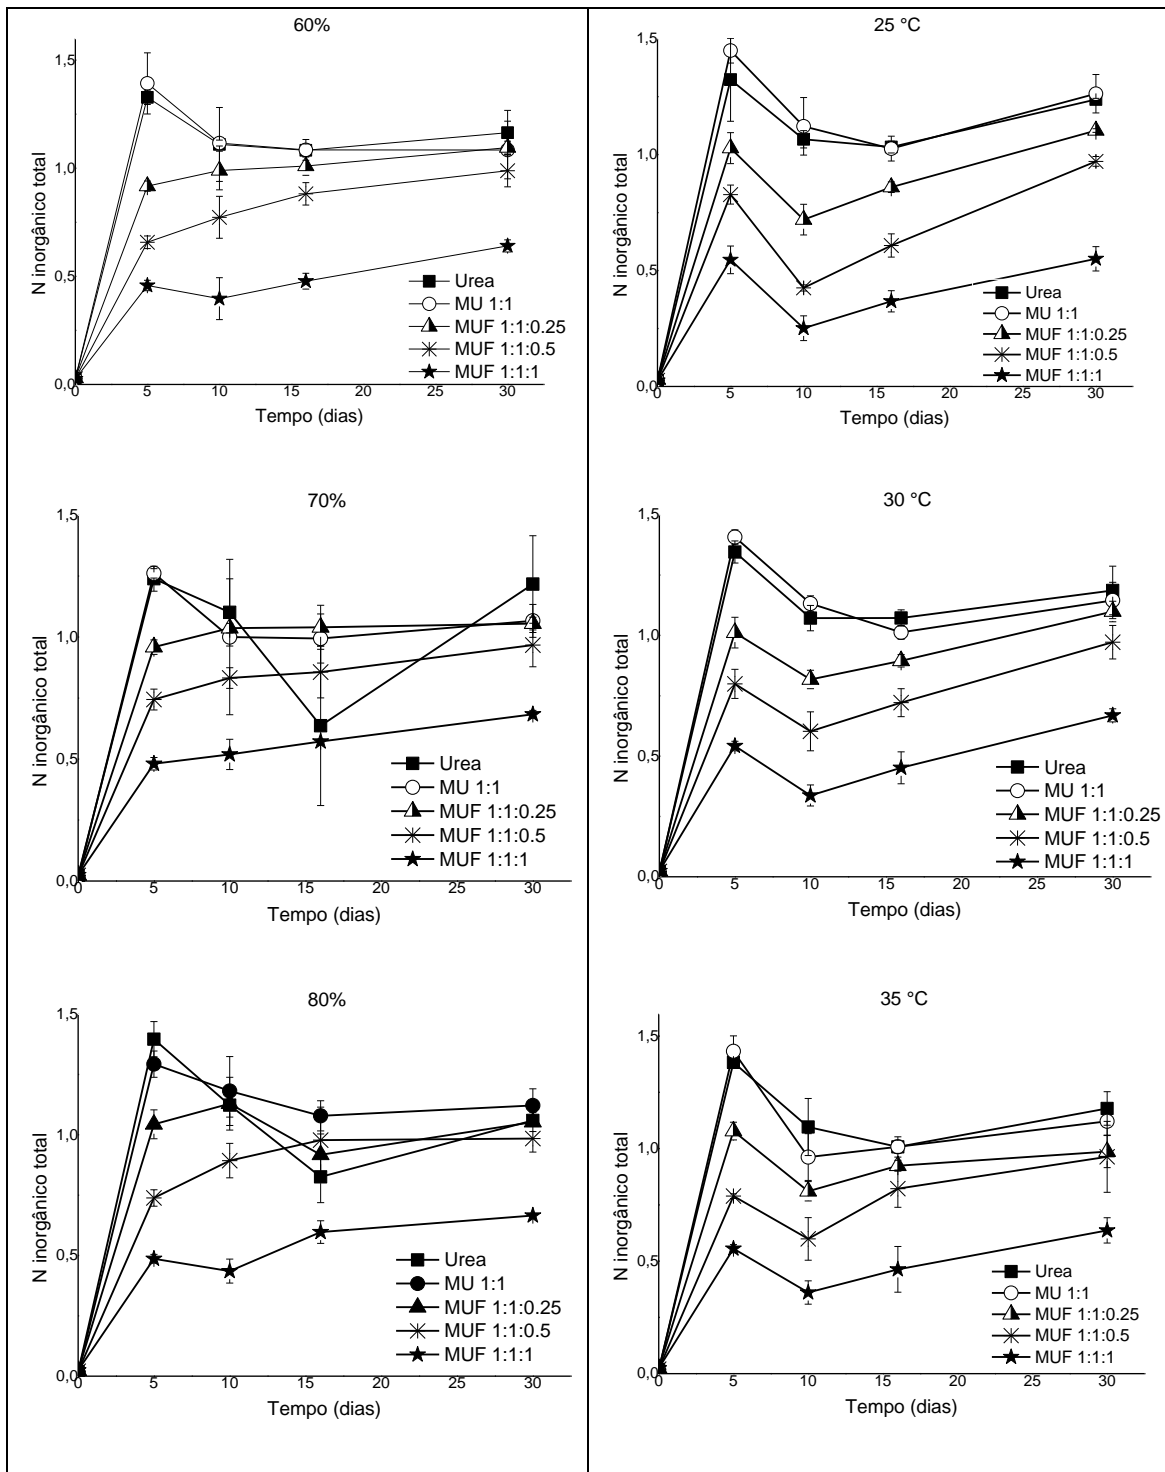 60%
1,5
1,0
0,5
0,0
N inorgânico total
0 5 10 15 20 25 30
Tempo (dias)
Urea
MU 1:1
MUF 1:1:0.25
MUF 1:1:0.5
MUF 1:1:1
25 °C
1,5
1,0
0,5
0,0
N inorgânico total
0 5 10 15 20 25 30
Tempo (dias)
Urea
MU 1:1
MUF 1:1:0.25
MUF 1:1:0.5
MUF 1:1:1
70%
1,5
1,0
0,5
0,0
N inorgânico total
0 5 10 15 20 25 30
Tempo (dias)
Urea
MU 1:1
MUF 1:1:0.25
MUF 1:1:0.5
MUF 1:1:1
30 °C
1,5
1,0
0,5
0,0
N inorgânico total
0 5 10 15 20 25 30
Tempo (dias)
Urea
MU 1:1
MUF 1:1:0.25
MUF 1:1:0.5
MUF 1:1:1
80%
1,5
1,0
0,5
0,0
N inorgânico total
0 5 10 15 20 25 30
Tempo (dias)
Urea
MU 1:1
MUF 1:1:0.25
MUF 1:1:0.5
MUF 1:1:1
35 °C
1,5
1,0
0,5
0,0
N inorgânico total
0 5 10 15 20 25 30
Tempo (dias)
Urea
MU 1:1
MUF 1:1:0.25
MUF 1:1:0.5
MUF 1:1:1